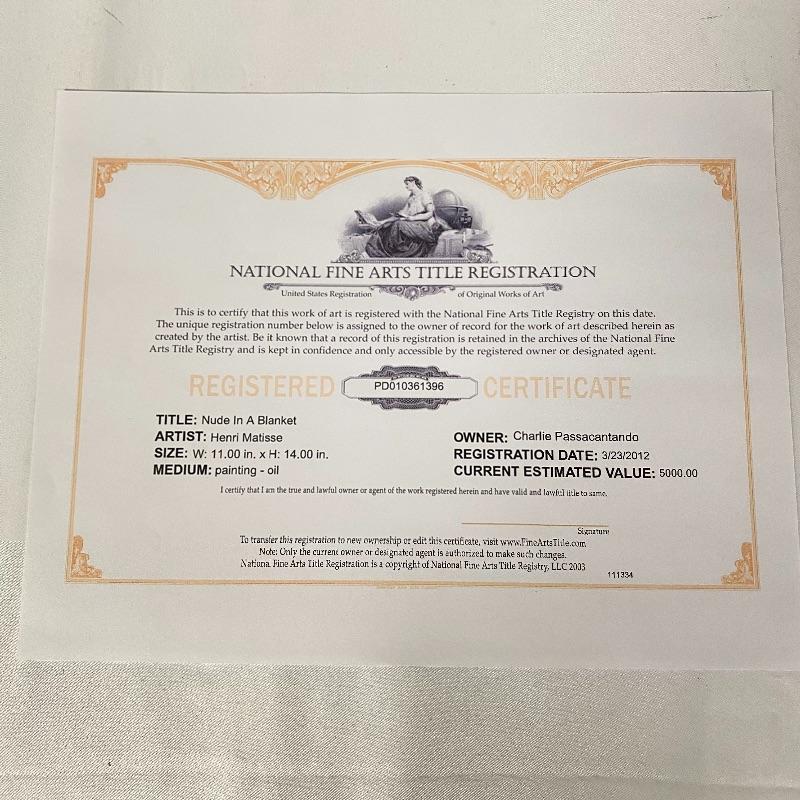 NATIONAL FINE ARTS TITLE REGISTRATION
United States Registration of Original Works of Art
This is to certify that this work of art is registered with the National Fine Arts Title Registry on this date.
The unique registration number below is assigned to the owner of record for the work of art described herein as
created by the artist. Be it known that a record of this registration is retained in the archives of the National Fine
Arts Title Registry and is kept in confidence and only accessible by the registered owner or designated agent.
REGISTERED PD010361396 CERTIFICATE
TITLE: Nude In A Blanket
ARTIST: Henri Matisse
SIZE: W: 11.00 in. x H: 14.00 in.
MEDIUM: painting - oil
OWNER: Charlie Passacantando
REGISTRATION DATE: 3/23/2012
CURRENT ESTIMATED VALUE: 5000.00
I certify that I am the true and lawful owner or agent of the work registered herein and have valid and lawful title to same.
Signature
To transfer this registration to new ownership or edit this certificate, visit www.FineArtsTitle.com
Note: Only the current owner or designated agent is authorized to make such changes.
National Fine Arts Title Registration is a copyright of National Fine Arts Title Registry, LLC 2003
111334